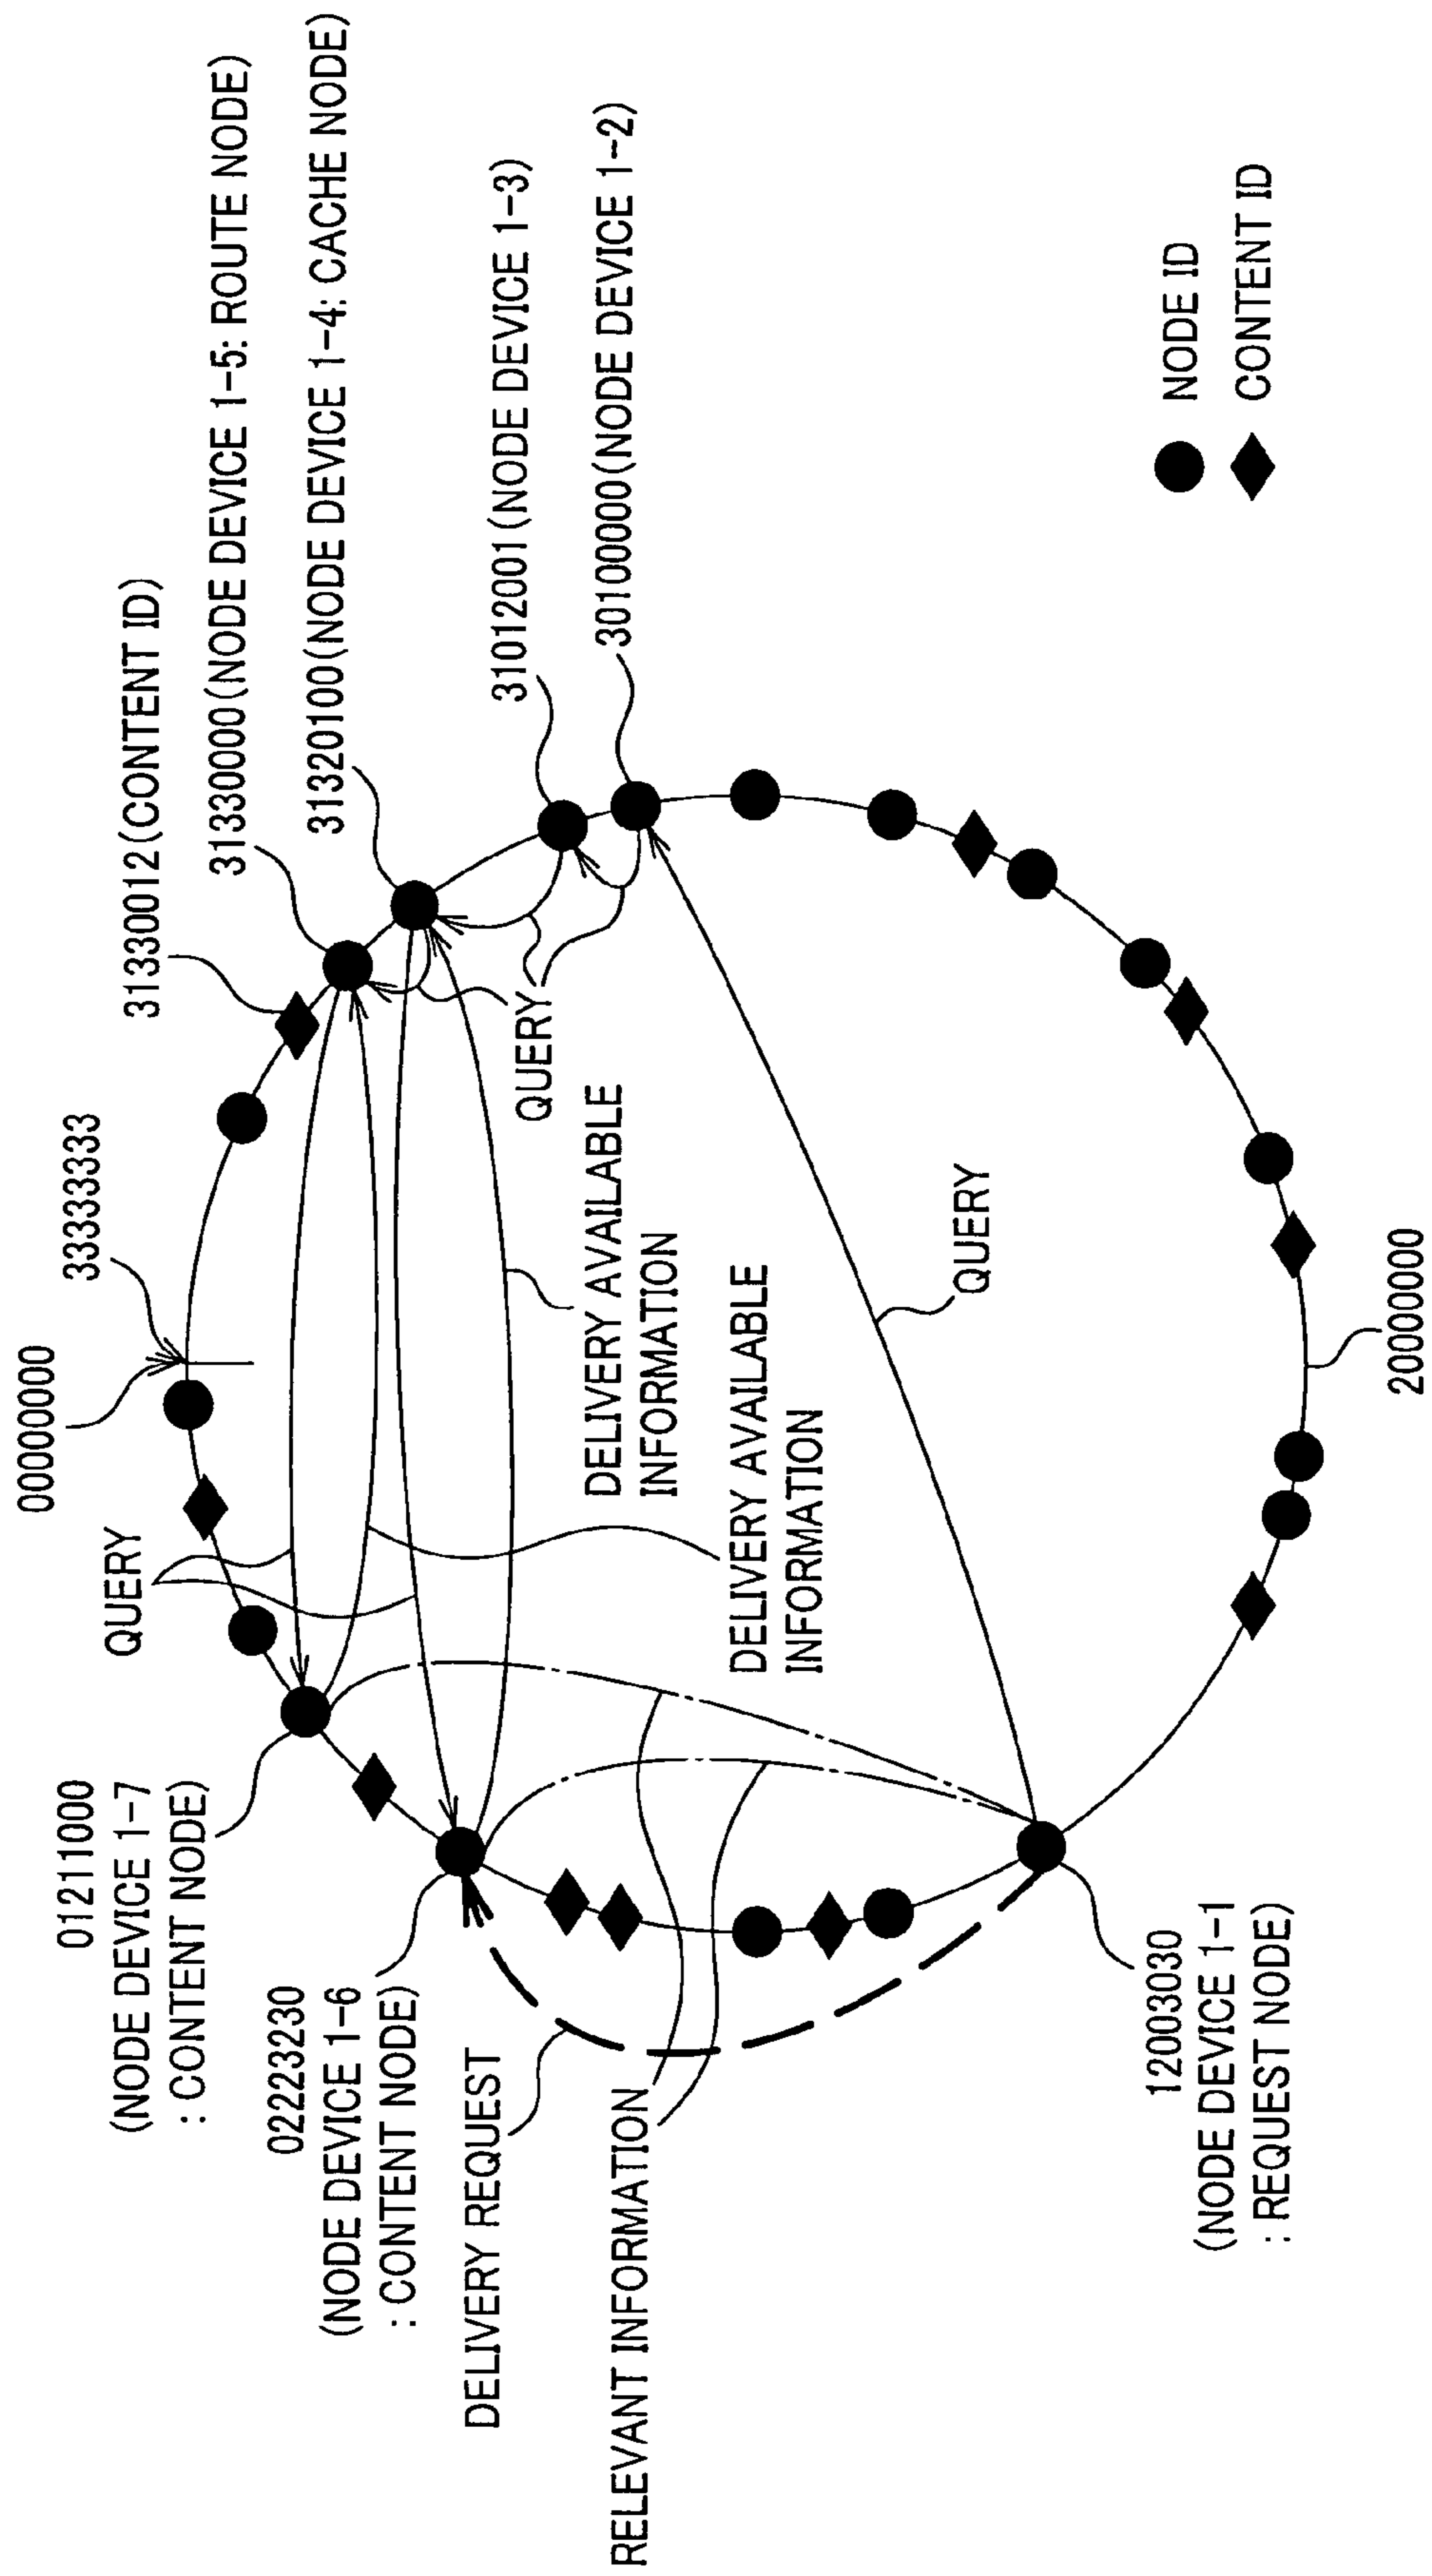 00000000
33333333
31330012(CONTENT ID)
31330000(NODE DEVICE 1-5: ROUTE NODE)
31320100(NODE DEVICE 1-4: CACHE NODE)
31012001(NODE DEVICE 1-3)
30100000(NODE DEVICE 1-2)
QUERY
01211000
(NODE DEVICE 1-7
: CONTENT NODE)
02223230
(NODE DEVICE 1-6
: CONTENT NODE)
DELIVERY REQUEST
RELEVANT INFORMATION
QUERY
DELIVERY AVAILABLE
INFORMATION
DELIVERY AVAILABLE
INFORMATION
QUERY
12003030
(NODE DEVICE 1-1
: REQUEST NODE)
20000000
NODE ID
CONTENT ID